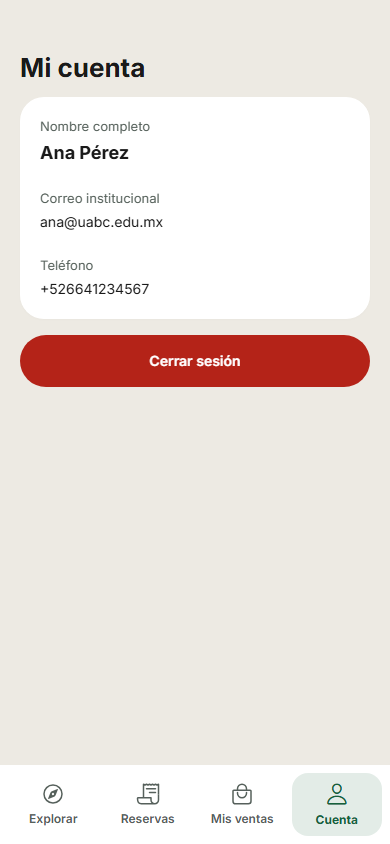 Mi cuenta
Nombre completo
Ana Pérez
Correo institucional
ana@uabc.edu.mx
Teléfono
+526641234567
Cerrar sesión
Explorar
Reservas
Mis ventas
Cuenta